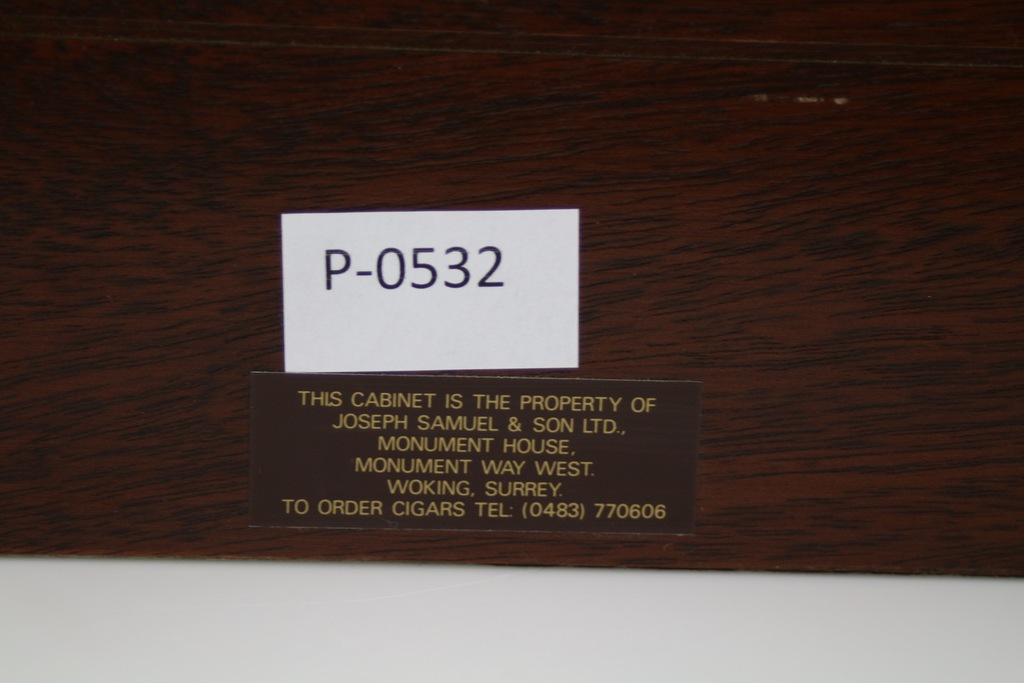 P-0532
THIS CABINET IS THE PROPERTY OF
JOSEPH SAMUEL & SON LTD.,
MONUMENT HOUSE,
MONUMENT WAY WEST.
WOKING, SURREY.
TO ORDER CIGARS TEL: (0483) 770606